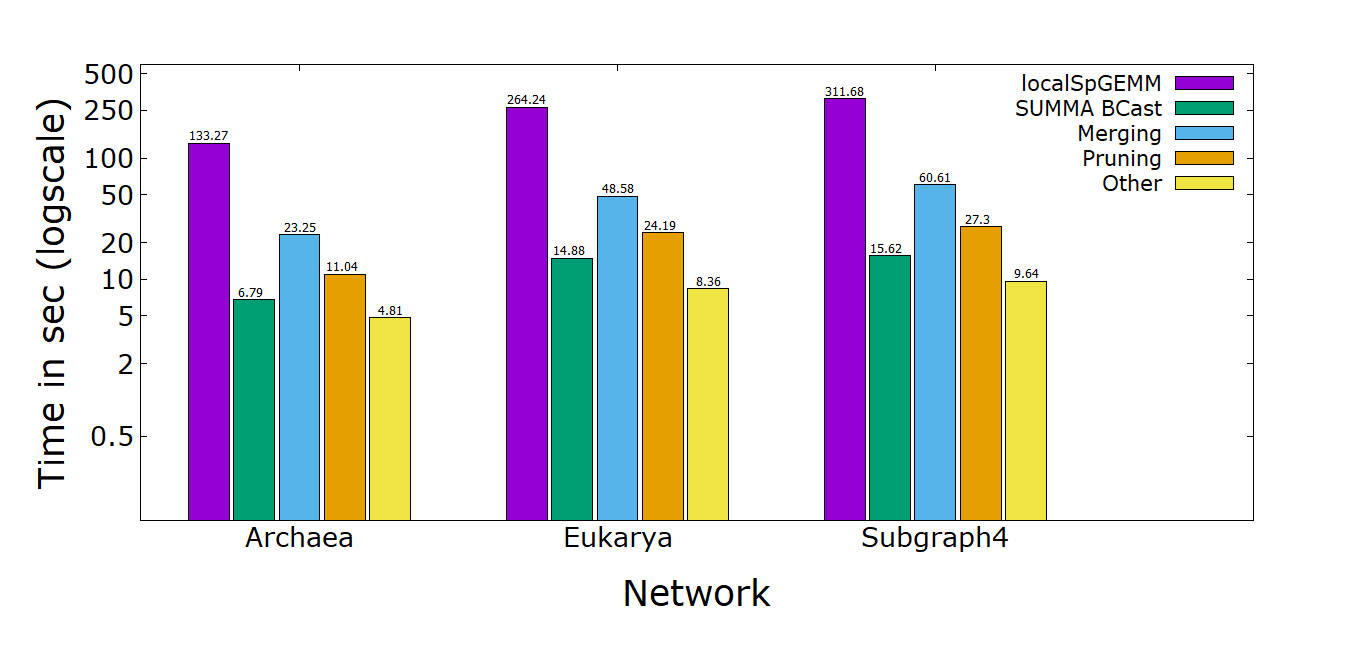 Time in sec (logscale)
500
250
100
50
20
10
5
2
0.5
localSpGEMM
SUMMA BCast
Merging
Pruning
Other
133.27
6.79
23.25
11.04
4.81
264.24
14.88
48.58
24.19
8.36
311.68
15.62
60.61
27.3
9.64
Archaea
Eukarya
Subgraph4
Network